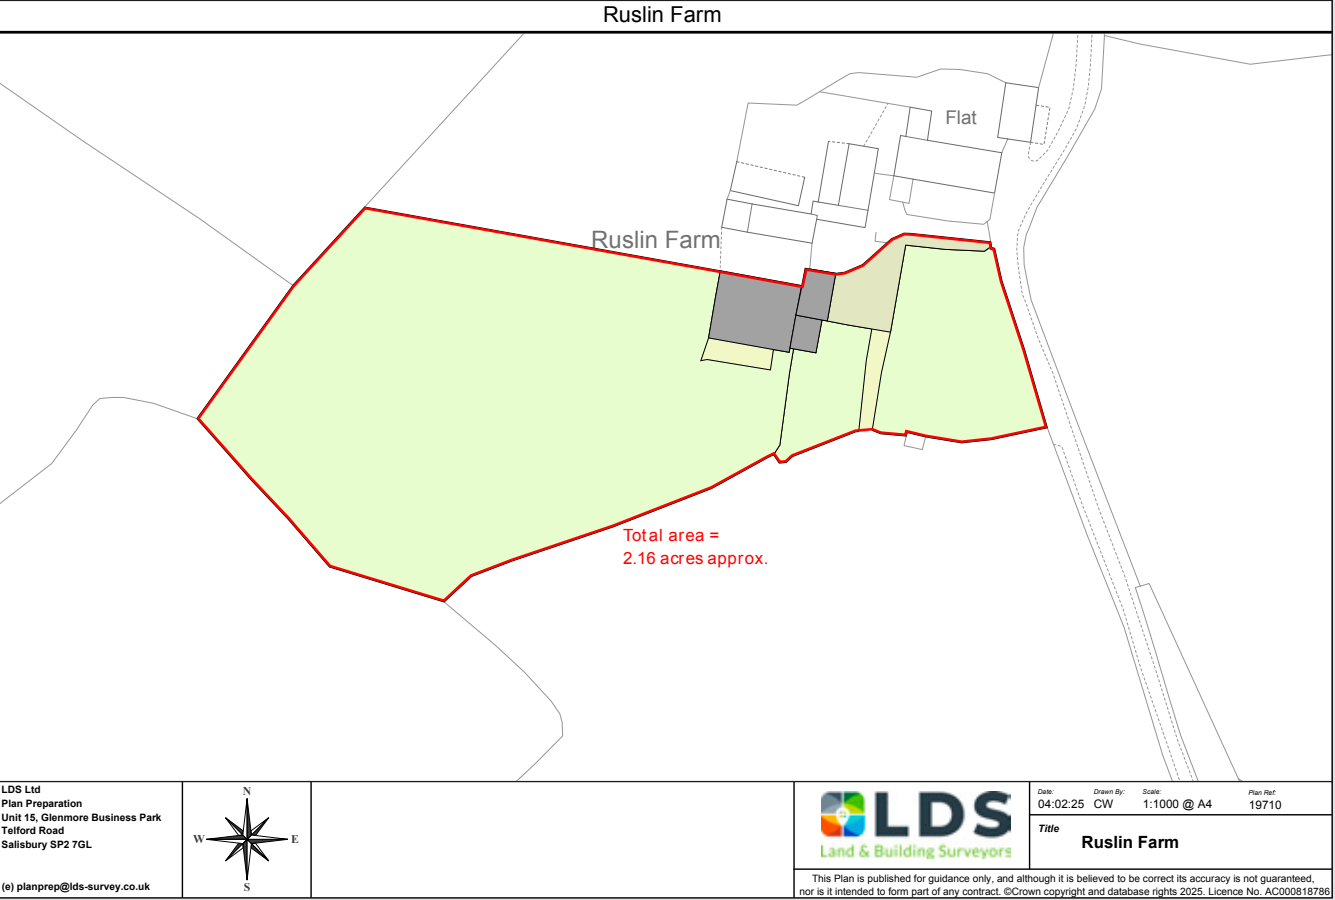 Ruslin Farm
Flat
Ruslin Farm
Total area =
2.16 acres approx.
LDS Ltd
Plan Preparation
Unit 15, Glenmore Business Park
Telford Road
Salisbury SP2 7GL
(e) planprep@lds-survey.co.uk
N
W E
S
LDS
Land & Building Surveyors
Date: Drawn By: Scale: Plan Ref:
04:02:25 CW 1:1000 @ A4 19710
Title
Ruslin Farm
This Plan is published for guidance only, and although it is believed to be correct its accuracy is not guaranteed,
nor is it intended to form part of any contract. ©Crown copyright and database rights 2025. Licence No. AC000818786